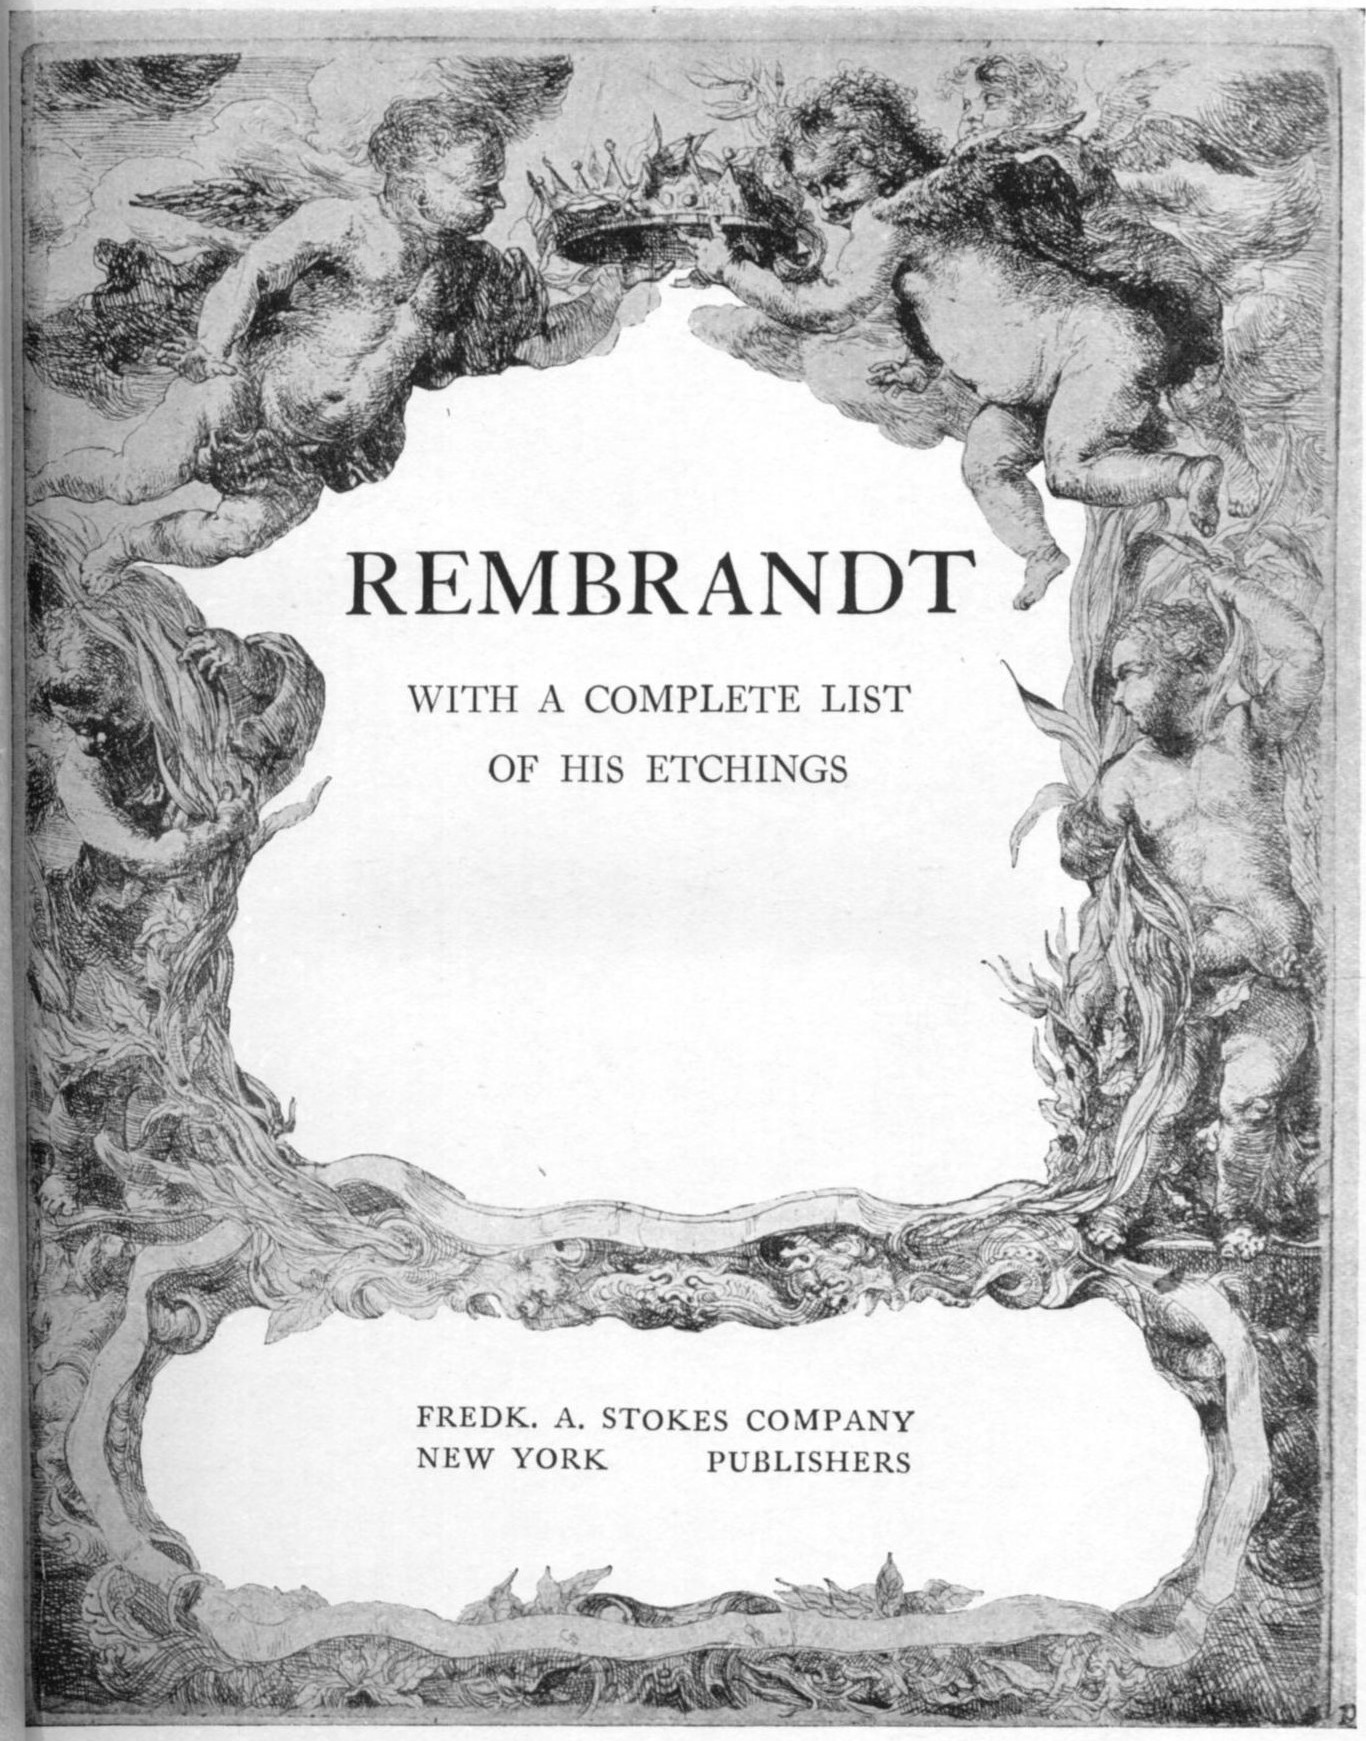 REMBRANDT
WITH A COMPLETE LIST
OF HIS ETCHINGS
FREDK. A. STOKES COMPANY
NEW YORK PUBLISHERS